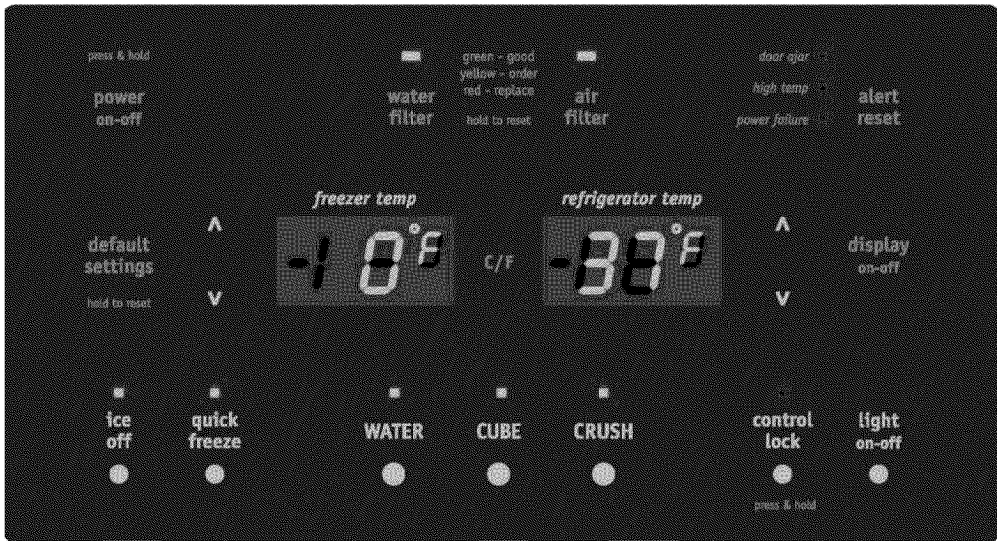 press & hold
power
on-off
water
filter
green - good
yellow - order
red - replace
hold to reset
air
filter
door ajar
high temp
power failure
alert
reset
freezer temp
refrigerator temp
default
settings
hold to reset
∧
∨
0°F
C/F
37°F
∧
∨
display
on-off
ice
off
quick
freeze
WATER
CUBE
CRUSH
control
lock
press & hold
light
on-off